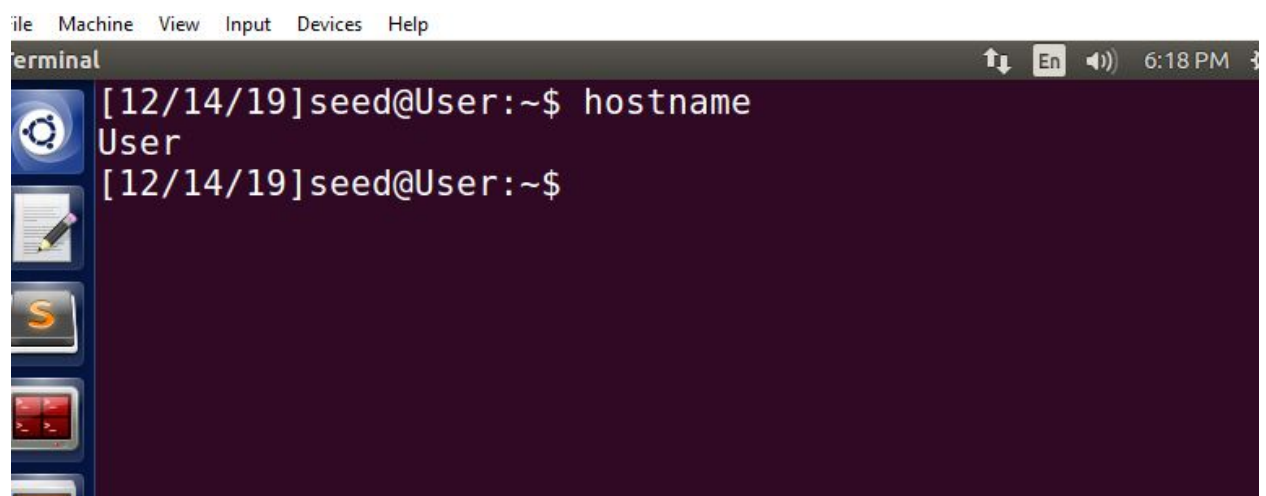 ile Machine View Input Devices Help
erminal En 6:18 PM
[12/14/19]seed@User:~$ hostname
User
[12/14/19]seed@User:~$